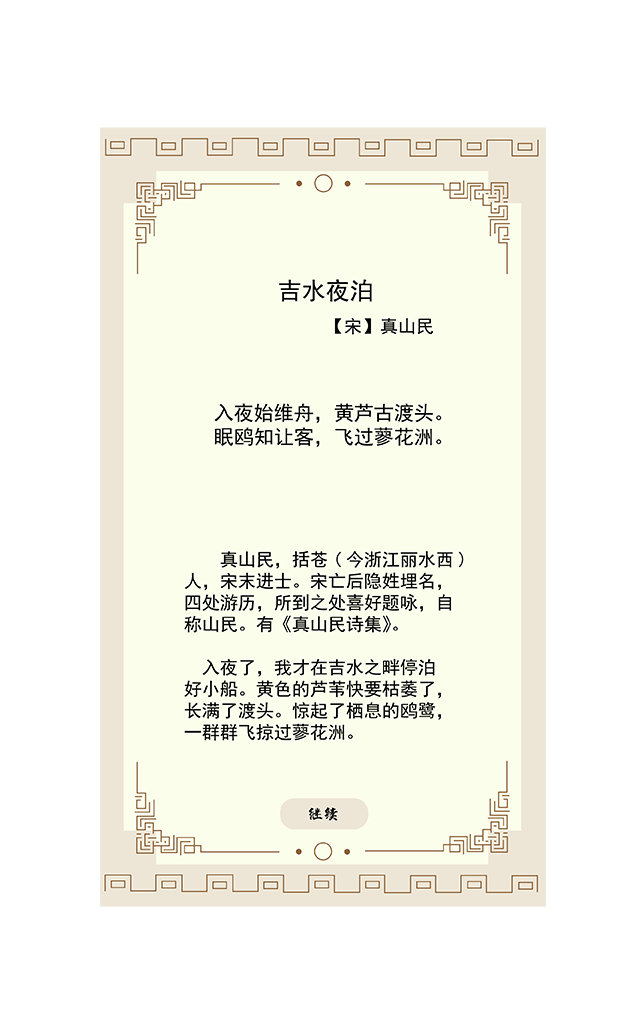 吉水夜泊
【宋】真山民
入夜始维舟，黄芦古渡头。
眠鸥知让客，飞过蓼花洲。
真山民，括苍（今浙江丽水西）
人，宋末进士。宋亡后隐姓埋名，
四处游历，所到之处喜好题咏，自
称山民。有《真山民诗集》。
入夜了，我才在吉水之畔停泊
好小船。黄色的芦苇快要枯萎了，
长满了渡头。惊起了栖息的鸥鹭，
一群群飞掠过蓼花洲。
继续